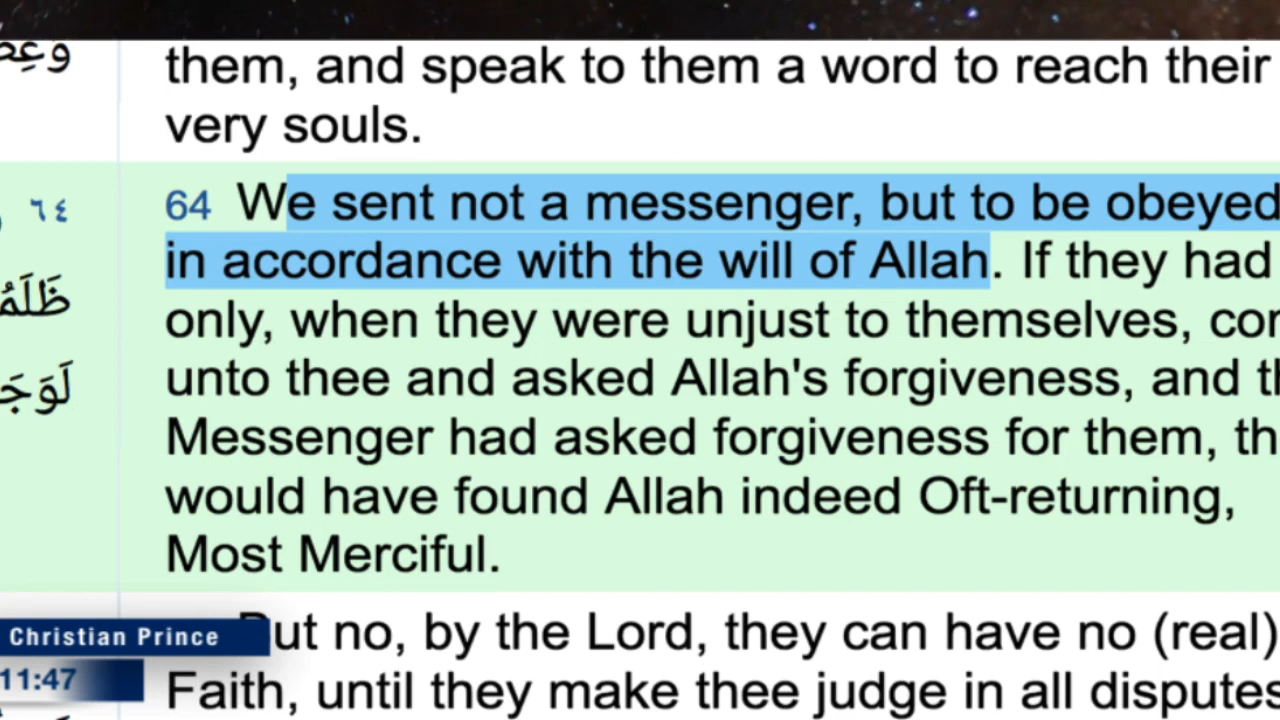 them, and speak to them a word to reach their
very souls.
٦٤
64 We sent not a messenger, but to be obeyed
in accordance with the will of Allah. If they had
only, when they were unjust to themselves,
unto thee and asked Allah's forgiveness, and
Messenger had asked forgiveness for them,
would have found Allah indeed Oft-returning,
Most Merciful.
But no, by the Lord, they can have no (real)
Faith, until they make thee judge in all disputes
Christian Prince
11:47